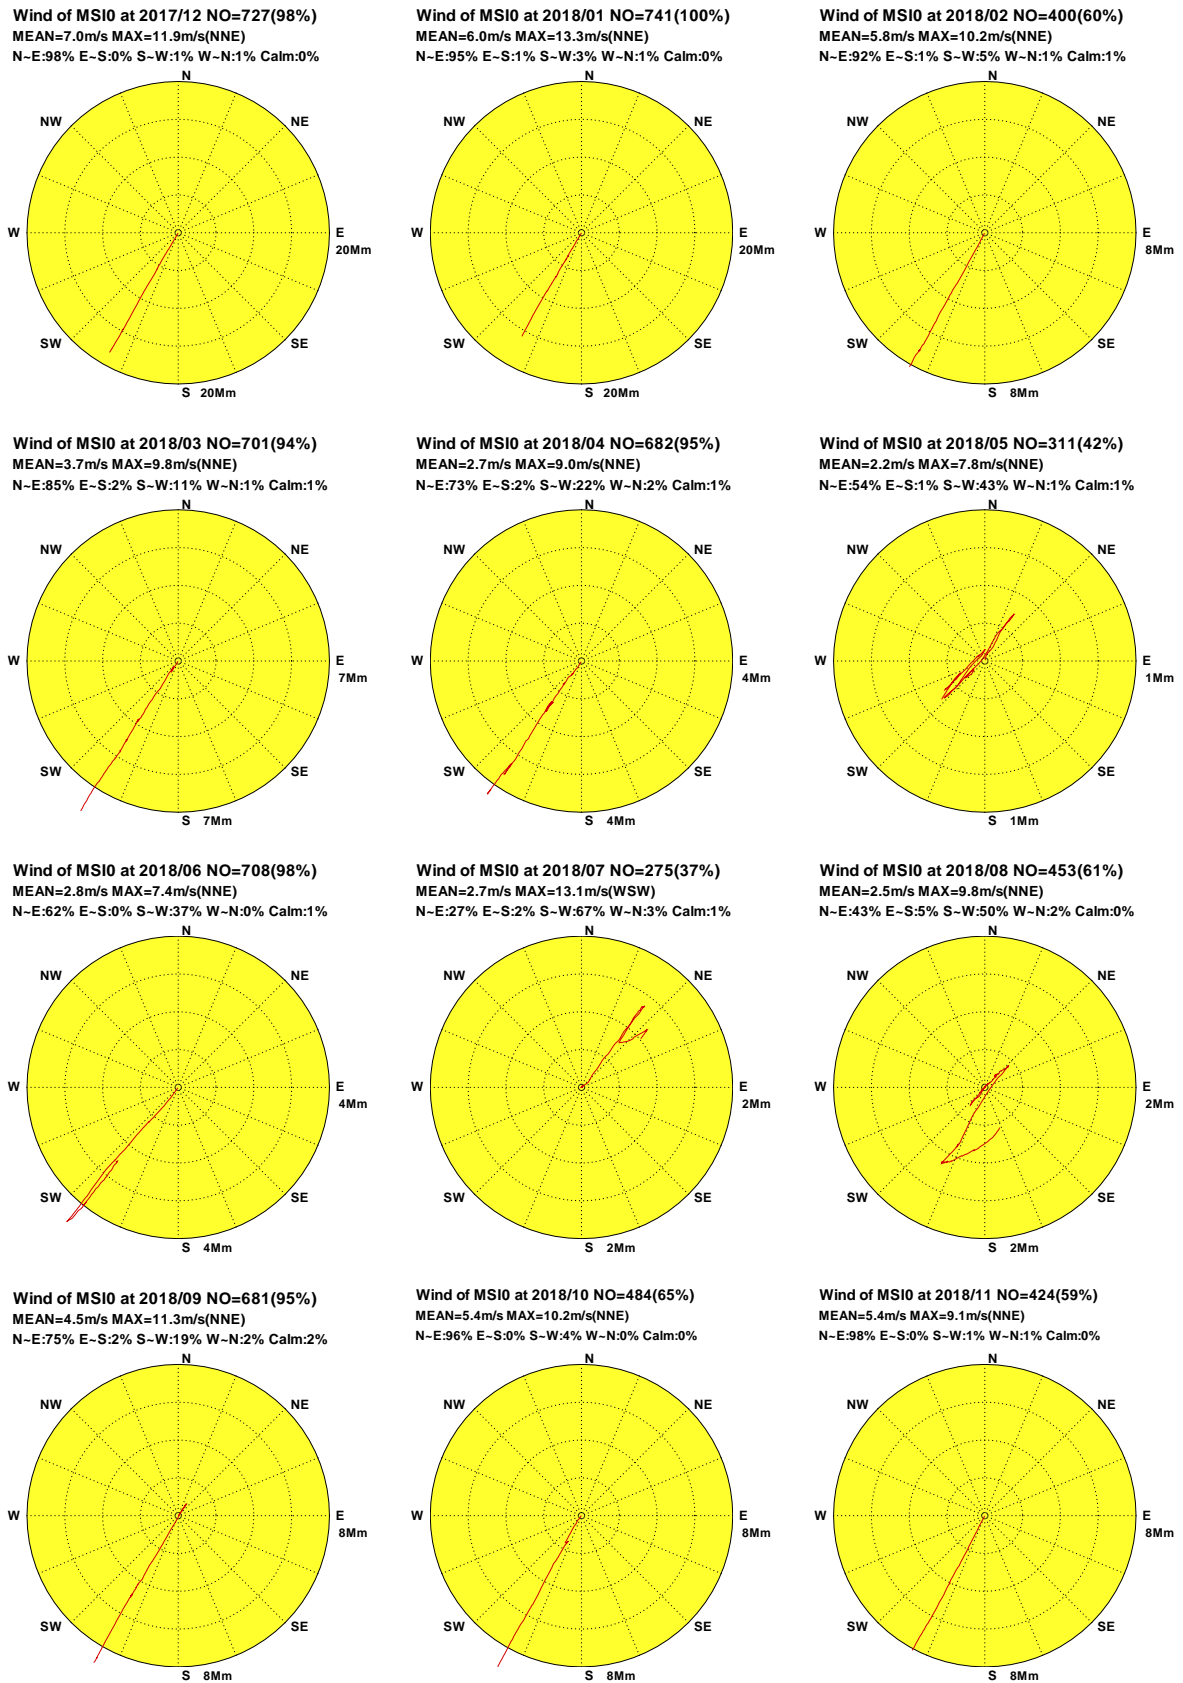 Wind of MSI0 at 2017/12 NO=727(98%)
MEAN=7.0m/s MAX=11.9m/s(NNE)
N~E:98% E~S:0% S~W:1% W~N:1% Calm:0%
N
NW
NE
W
E
20Mm
SW
SE
S 20Mm
Wind of MSI0 at 2018/01 NO=741(100%)
MEAN=6.0m/s MAX=13.3m/s(NNE)
N~E:95% E~S:1% S~W:3% W~N:1% Calm:0%
N
NW
NE
W
E
20Mm
SW
SE
S 20Mm
Wind of MSI0 at 2018/02 NO=400(60%)
MEAN=5.8m/s MAX=10.2m/s(NNE)
N~E:92% E~S:1% S~W:5% W~N:1% Calm:1%
N
NW
NE
W
E
8Mm
SW
SE
S 8Mm
Wind of MSI0 at 2018/03 NO=701(94%)
MEAN=3.7m/s MAX=9.8m/s(NNE)
N~E:85% E~S:2% S~W:11% W~N:1% Calm:1%
N
NW
NE
W
E
7Mm
SW
SE
S 7Mm
Wind of MSI0 at 2018/04 NO=682(95%)
MEAN=2.7m/s MAX=9.0m/s(NNE)
N~E:73% E~S:2% S~W:22% W~N:2% Calm:1%
N
NW
NE
W
E
4Mm
SW
SE
S 4Mm
Wind of MSI0 at 2018/05 NO=311(42%)
MEAN=2.2m/s MAX=7.8m/s(NNE)
N~E:54% E~S:1% S~W:43% W~N:1% Calm:1%
N
NW
NE
W
E
1Mm
SW
SE
S 1Mm
Wind of MSI0 at 2018/06 NO=708(98%)
MEAN=2.8m/s MAX=7.4m/s(NNE)
N~E:62% E~S:0% S~W:37% W~N:0% Calm:1%
N
NW
NE
W
E
4Mm
SW
SE
S 4Mm
Wind of MSI0 at 2018/07 NO=275(37%)
MEAN=2.7m/s MAX=13.1m/s(WSW)
N~E:27% E~S:2% S~W:67% W~N:3% Calm:1%
N
NW
NE
W
E
2Mm
SW
SE
S 2Mm
Wind of MSI0 at 2018/08 NO=453(61%)
MEAN=2.5m/s MAX=9.8m/s(NNE)
N~E:43% E~S:5% S~W:50% W~N:2% Calm:0%
N
NW
NE
W
E
2Mm
SW
SE
S 2Mm
Wind of MSI0 at 2018/09 NO=681(95%)
MEAN=4.5m/s MAX=11.3m/s(NNE)
N~E:75% E~S:2% S~W:19% W~N:2% Calm:2%
N
NW
NE
W
E
8Mm
SW
SE
S 8Mm
Wind of MSI0 at 2018/10 NO=484(65%)
MEAN=5.4m/s MAX=10.2m/s(NNE)
N~E:96% E~S:0% S~W:4% W~N:0% Calm:0%
N
NW
NE
W
E
8Mm
SW
SE
S 8Mm
Wind of MSI0 at 2018/11 NO=424(59%)
MEAN=5.4m/s MAX=9.1m/s(NNE)
N~E:98% E~S:0% S~W:1% W~N:1% Calm:0%
N
NW
NE
W
E
8Mm
SW
SE
S 8Mm